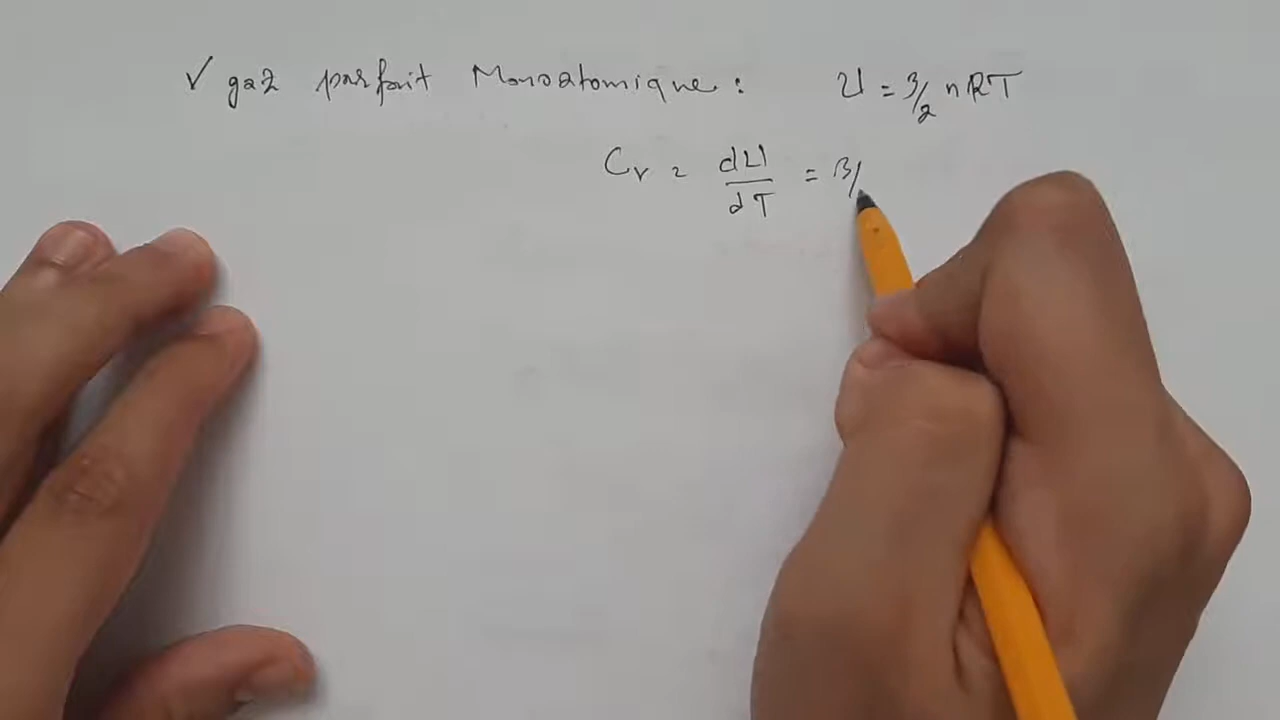 ✓ gaz parfait Monoatomique : U = 3/2 nRT
Cv = dU/dT = 3/